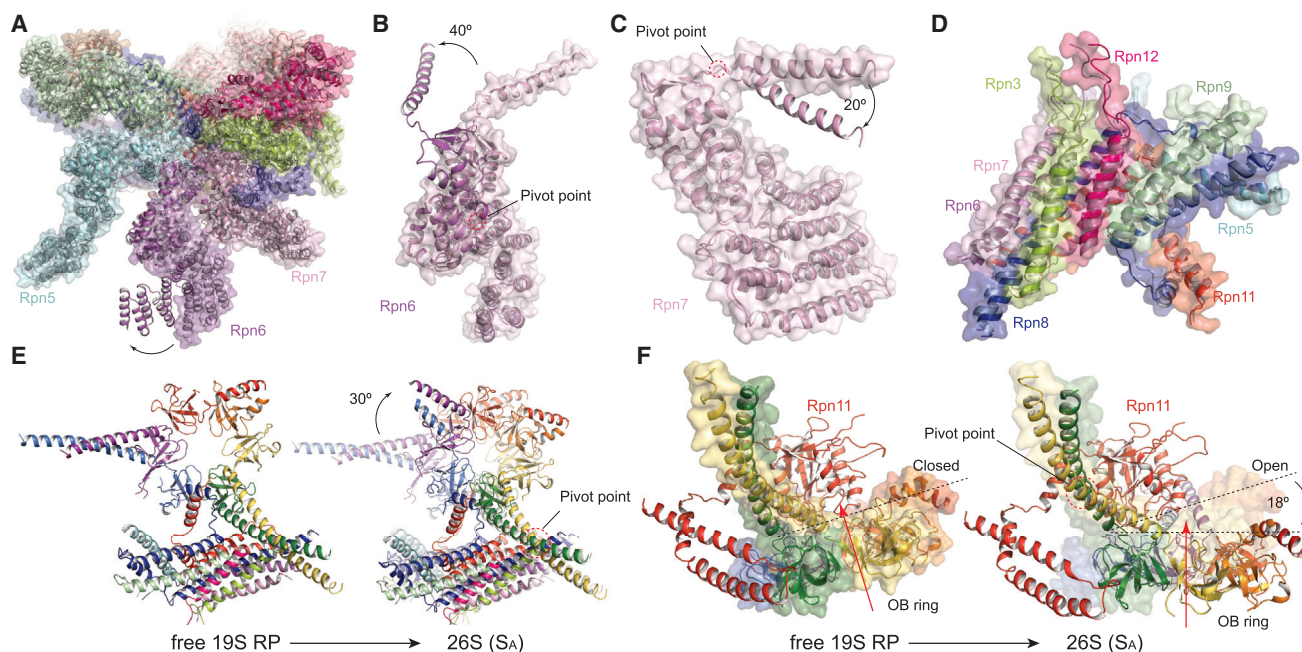 A
Rpn5
Rpn6
Rpn7
B
40º
Pivot point
Rpn6
C
Pivot point
20º
Rpn7
D
Rpn12
Rpn3
Rpn9
Rpn7
Rpn6
Rpn5
Rpn11
Rpn8
E
30º
Pivot point
free 19S RP
26S (SA)
F
Rpn11
Closed
OB ring
Rpn11
Pivot point
Open
18º
OB ring
free 19S RP
26S (SA)